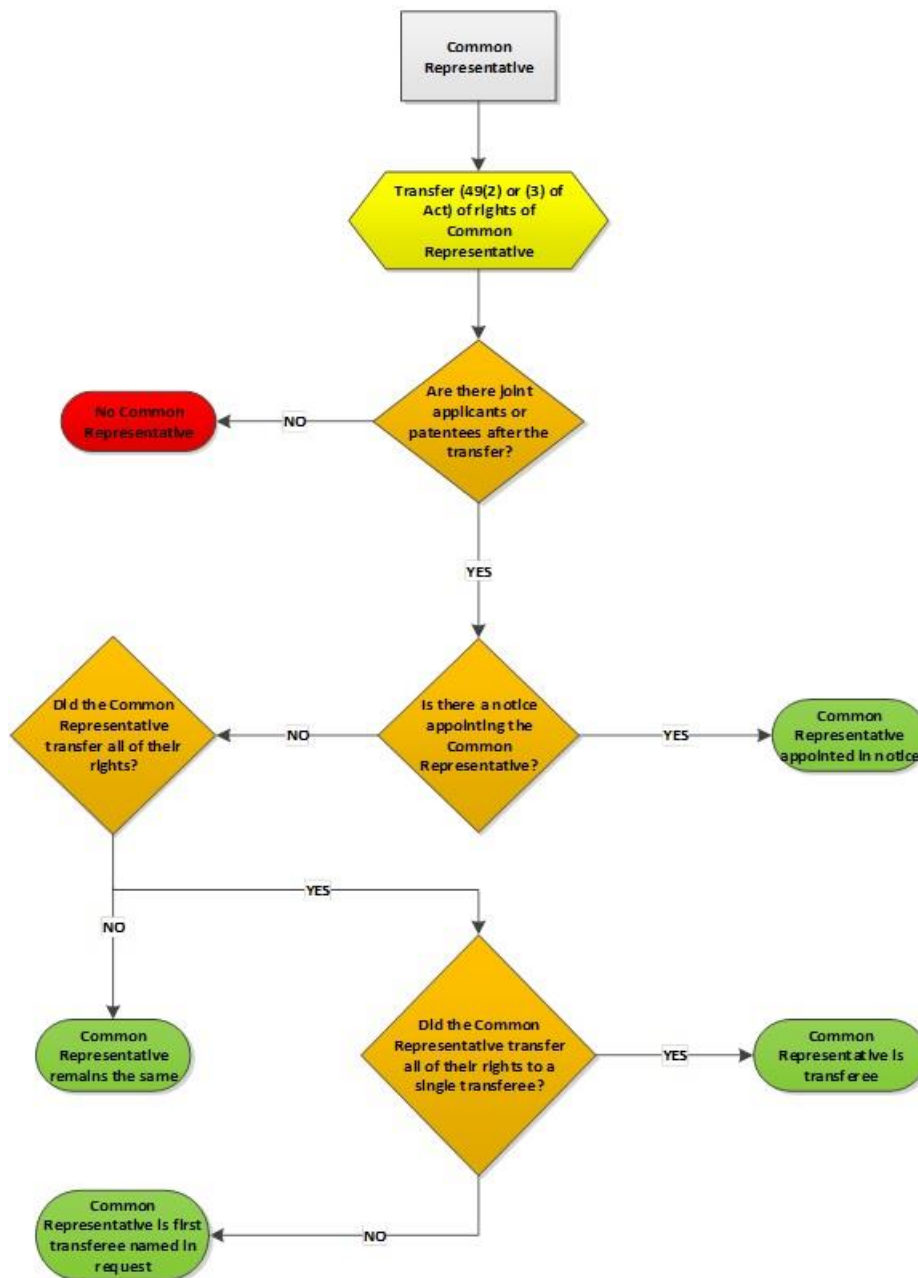 Common
Representative
Transfer (49(2) or (3) of
Act) of rights of
Common
Representative
Are there joint
applicants or
patentees after the
transfer?
NO
No Common
Representative
YES
Did the Common
Representative
transfer all of their
rights?
NO
Is there a notice
appointing the
Common
Representative?
YES
Common
Representative
appointed in notice
YES
NO
Common
Representative
remains the same
Did the Common
Representative transfer
all of their rights to a
single transferee?
YES
Common
Representative is
transferee
Common
Representative is first
transferee named in
request
NO